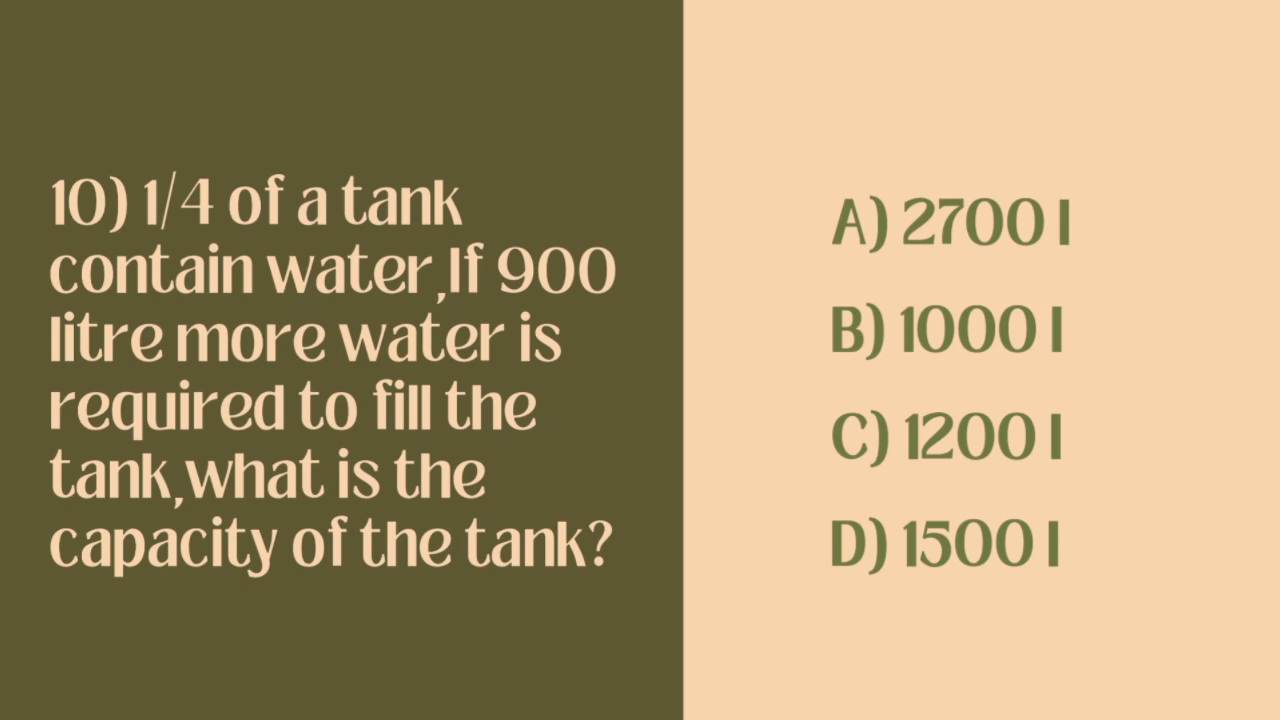 10) 1/4 of a tank
contain water,If 900
litre more water is
required to fill the
tank,what is the
capacity of the tank?
A) 2700 l
B) 1000 l
C) 1200 l
D) 1500 l